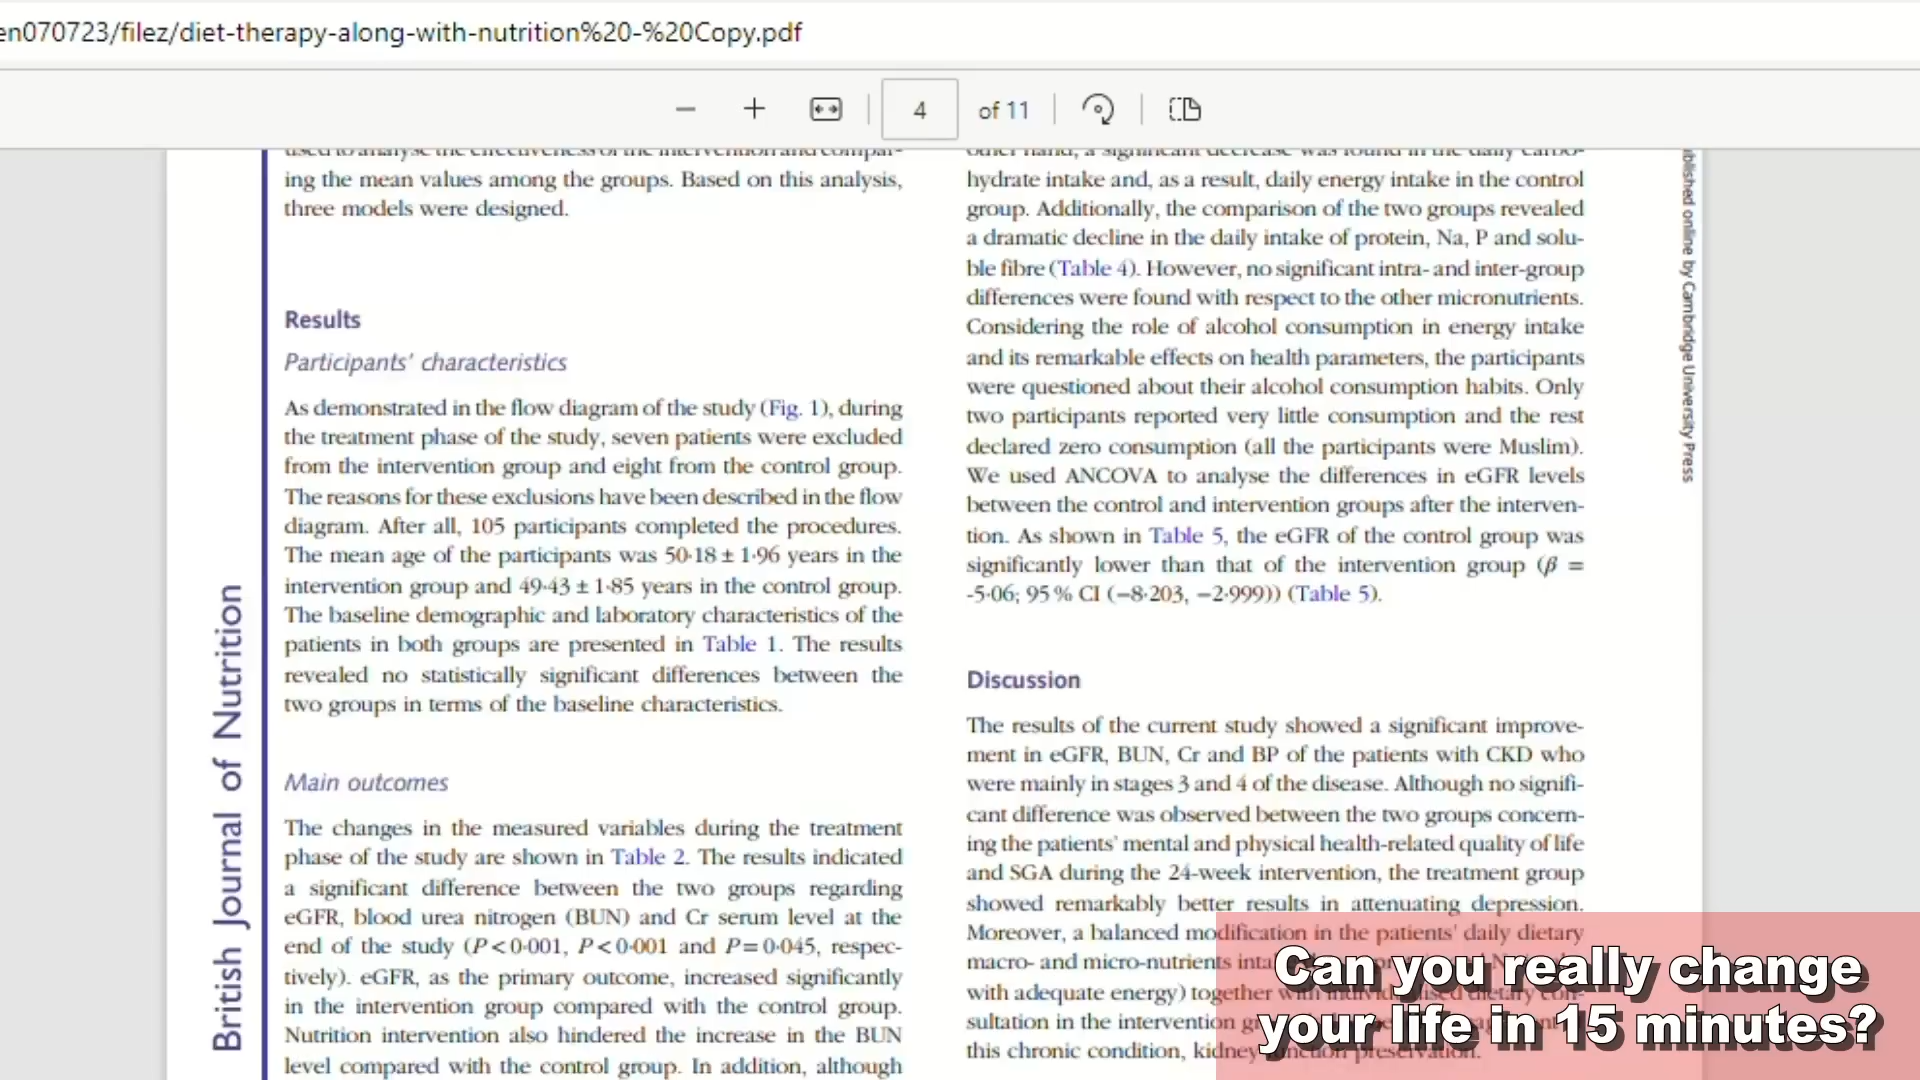 en070723/filez/diet-therapy-along-with-nutrition%20-%20Copy.pdf
4 of 11
used to analyse the effectiveness of the intervention and compar-
ing the mean values among the groups. Based on this analysis,
three models were designed.
Results
Participants' characteristics
As demonstrated in the flow diagram of the study (Fig. 1), during
the treatment phase of the study, seven patients were excluded
from the intervention group and eight from the control group.
The reasons for these exclusions have been described in the flow
diagram. After all, 105 participants completed the procedures.
The mean age of the participants was 50·18 ± 1·96 years in the
intervention group and 49·43 ± 1·85 years in the control group.
The baseline demographic and laboratory characteristics of the
patients in both groups are presented in Table 1. The results
revealed no statistically significant differences between the
two groups in terms of the baseline characteristics.
Main outcomes
The changes in the measured variables during the treatment
phase of the study are shown in Table 2. The results indicated
a significant difference between the two groups regarding
eGFR, blood urea nitrogen (BUN) and Cr serum level at the
end of the study (P < 0·001, P < 0·001 and P = 0·045, respec-
tively). eGFR, as the primary outcome, increased significantly
in the intervention group compared with the control group.
Nutrition intervention also hindered the increase in the BUN
level compared with the control group. In addition, although
other hand, a significant decrease was found in the daily carbo-
hydrate intake and, as a result, daily energy intake in the control
group. Additionally, the comparison of the two groups revealed
a dramatic decline in the daily intake of protein, Na, P and solu-
ble fibre (Table 4). However, no significant intra- and inter-group
differences were found with respect to the other micronutrients.
Considering the role of alcohol consumption in energy intake
and its remarkable effects on health parameters, the participants
were questioned about their alcohol consumption habits. Only
two participants reported very little consumption and the rest
declared zero consumption (all the participants were Muslim).
We used ANCOVA to analyse the differences in eGFR levels
between the control and intervention groups after the interven-
tion. As shown in Table 5, the eGFR of the control group was
significantly lower than that of the intervention group (β =
-5·06; 95 % CI (−8·203, −2·999)) (Table 5).
Discussion
The results of the current study showed a significant improve-
ment in eGFR, BUN, Cr and BP of the patients with CKD who
were mainly in stages 3 and 4 of the disease. Although no signifi-
cant difference was observed between the two groups concern-
ing the patients' mental and physical health-related quality of life
and SGA during the 24-week intervention, the treatment group
showed remarkably better results in attenuating depression.
Moreover, a balanced modification in the patients' daily dietary
macro- and micro-nutrients
with adequate energy) together
sultation in the intervention
this chronic condition, kidney function preservation.
British Journal of Nutrition
blished online by Cambridge University Press
Can you really change
your life in 15 minutes?